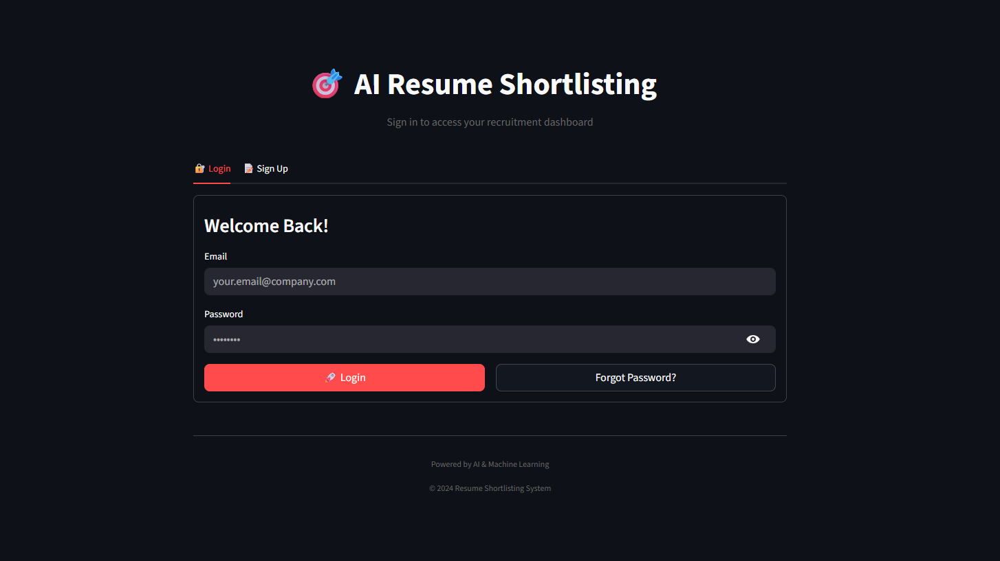 AI Resume Shortlisting
Sign in to access your recruitment dashboard
Login Sign Up
Welcome Back!
Email
your.email@company.com
Password
••••••••
Login Forgot Password?
Powered by AI & Machine Learning
© 2024 Resume Shortlisting System